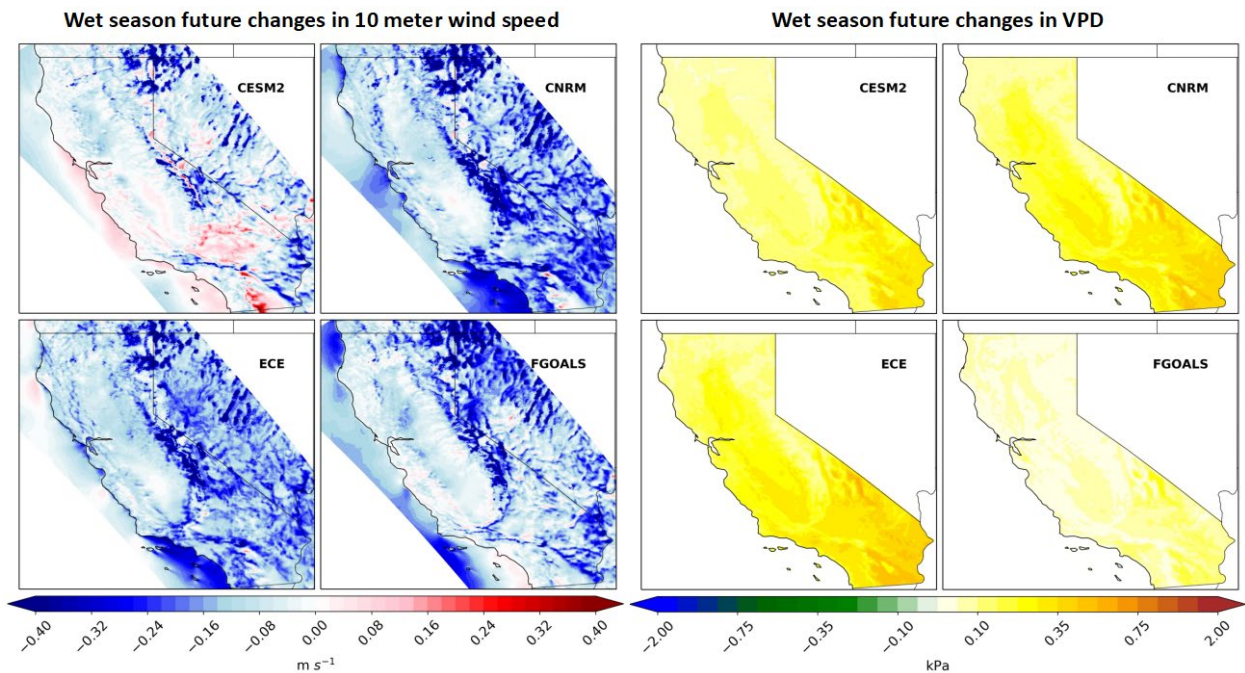 Wet season future changes in 10 meter wind speed
Wet season future changes in VPD
CESM2
CNRM
CESM2
CNRM
ECE
FGOALS
ECE
FGOALS
−0.40 −0.32 −0.24 −0.16 −0.08 0.00 0.08 0.16 0.24 0.32 0.40
m s⁻¹
−2.00 −0.75 −0.35 −0.10 0.10 0.35 0.75 2.00
kPa